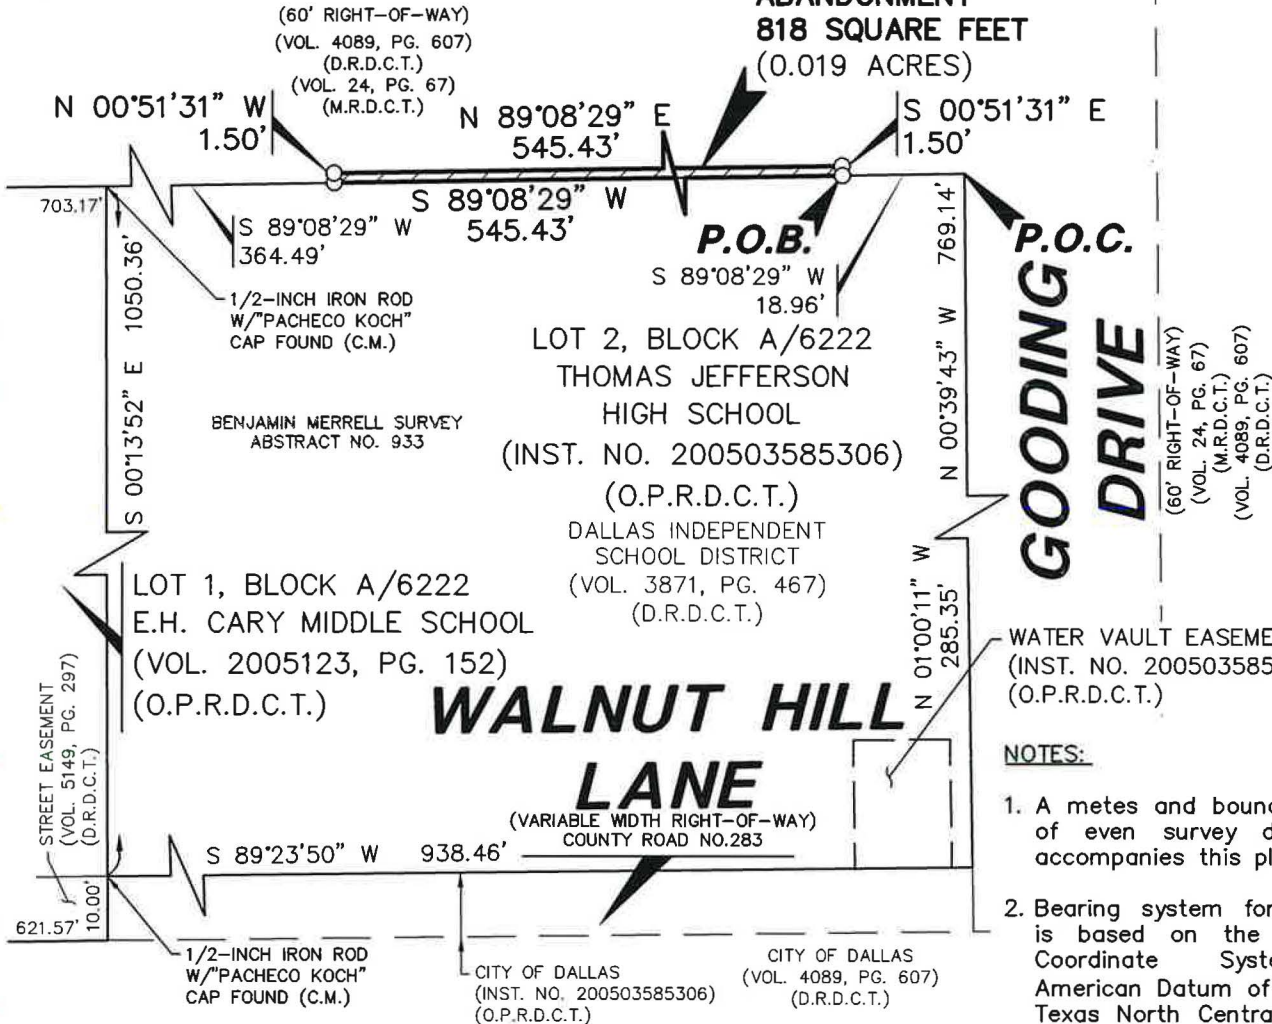 (60' RIGHT-OF-WAY)
(VOL. 4089, PG. 607)
(D.R.D.C.T.)
(VOL. 24, PG. 67)
(M.R.D.C.T.)
ABANDONMENT
818 SQUARE FEET
(0.019 ACRES)
N 00°51'31" W
1.50'
N 89°08'29" E
545.43'
S 00°51'31" E
1.50'
703.17'
S 89°08'29" W
364.49'
S 89°08'29" W
545.43'
P.O.B.
S 89°08'29" W
18.96'
P.O.C.
769.14'
N 00°39'43" W
S 00°13'52" E 1050.36'
1/2-INCH IRON ROD
W/"PACHECO KOCH"
CAP FOUND (C.M.)
BENJAMIN MERRELL SURVEY
ABSTRACT NO. 933
LOT 2, BLOCK A/6222
THOMAS JEFFERSON
HIGH SCHOOL
(INST. NO. 200503585306)
(O.P.R.D.C.T.)
DALLAS INDEPENDENT
SCHOOL DISTRICT
(VOL. 3871, PG. 467)
(D.R.D.C.T.)
GOODING
DRIVE
(60' RIGHT-OF-WAY)
(VOL. 24, PG. 67)
(M.R.D.C.T.)
(VOL. 4089, PG. 607)
(D.R.D.C.T.)
LOT 1, BLOCK A/6222
E.H. CARY MIDDLE SCHOOL
(VOL. 2005123, PG. 152)
(O.P.R.D.C.T.)
N 01°00'11" W
285.35'
WATER VAULT EASEME
(INST. NO. 200503585
(O.P.R.D.C.T.)
WALNUT HILL
LANE
(VARIABLE WIDTH RIGHT-OF-WAY)
COUNTY ROAD NO.283
STREET EASEMENT
(VOL. 5149, PG. 297)
(D.R.D.C.T.)
S 89°23'50" W 938.46'
621.57'
10.00'
1/2-INCH IRON ROD
W/"PACHECO KOCH"
CAP FOUND (C.M.)
CITY OF DALLAS
(INST. NO. 200503585306)
(O.P.R.D.C.T.)
CITY OF DALLAS
(VOL. 4089, PG. 607)
(D.R.D.C.T.)
NOTES:
1. A metes and bound
of even survey d
accompanies this pl
2. Bearing system for
is based on the
Coordinate Syst
American Datum of
Texas North Centra